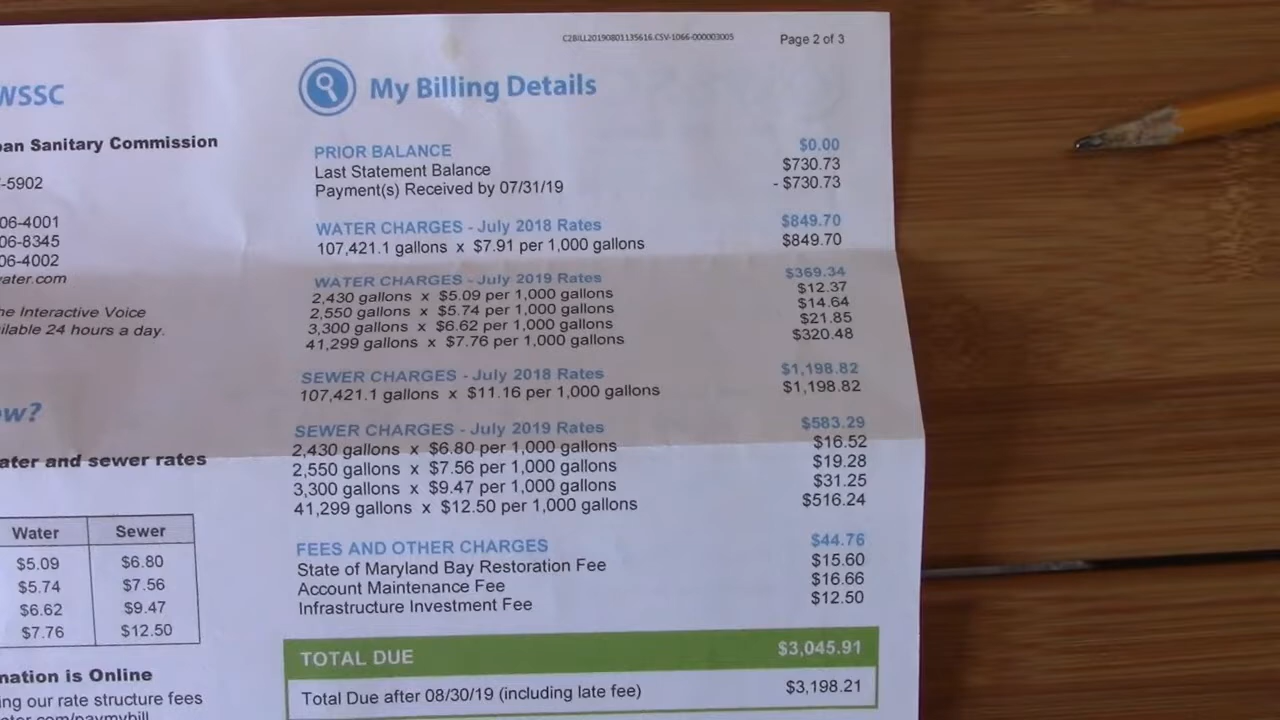 C2BILL20190801135616.CSV-1066-000003005 Page 2 of 3
WSSC
an Sanitary Commission
-5902
06-4001
06-8345
06-4002
ater.com
he Interactive Voice
ilable 24 hours a day.
ow?
ater and sewer rates
Water Sewer
$5.09 $6.80
$5.74 $7.56
$6.62 $9.47
$7.76 $12.50
mation is Online
ing our rate structure fees
My Billing Details
PRIOR BALANCE $0.00
Last Statement Balance $730.73
Payment(s) Received by 07/31/19 - $730.73
WATER CHARGES - July 2018 Rates $849.70
107,421.1 gallons x $7.91 per 1,000 gallons $849.70
WATER CHARGES - July 2019 Rates $369.34
2,430 gallons x $5.09 per 1,000 gallons $12.37
2,550 gallons x $5.74 per 1,000 gallons $14.64
3,300 gallons x $6.62 per 1,000 gallons $21.85
41,299 gallons x $7.76 per 1,000 gallons $320.48
SEWER CHARGES - July 2018 Rates $1,198.82
107,421.1 gallons x $11.16 per 1,000 gallons $1,198.82
SEWER CHARGES - July 2019 Rates $583.29
2,430 gallons x $6.80 per 1,000 gallons $16.52
2,550 gallons x $7.56 per 1,000 gallons $19.28
3,300 gallons x $9.47 per 1,000 gallons $31.25
41,299 gallons x $12.50 per 1,000 gallons $516.24
FEES AND OTHER CHARGES $44.76
State of Maryland Bay Restoration Fee $15.60
Account Maintenance Fee $16.66
Infrastructure Investment Fee $12.50
TOTAL DUE $3,045.91
Total Due after 08/30/19 (including late fee) $3,198.21